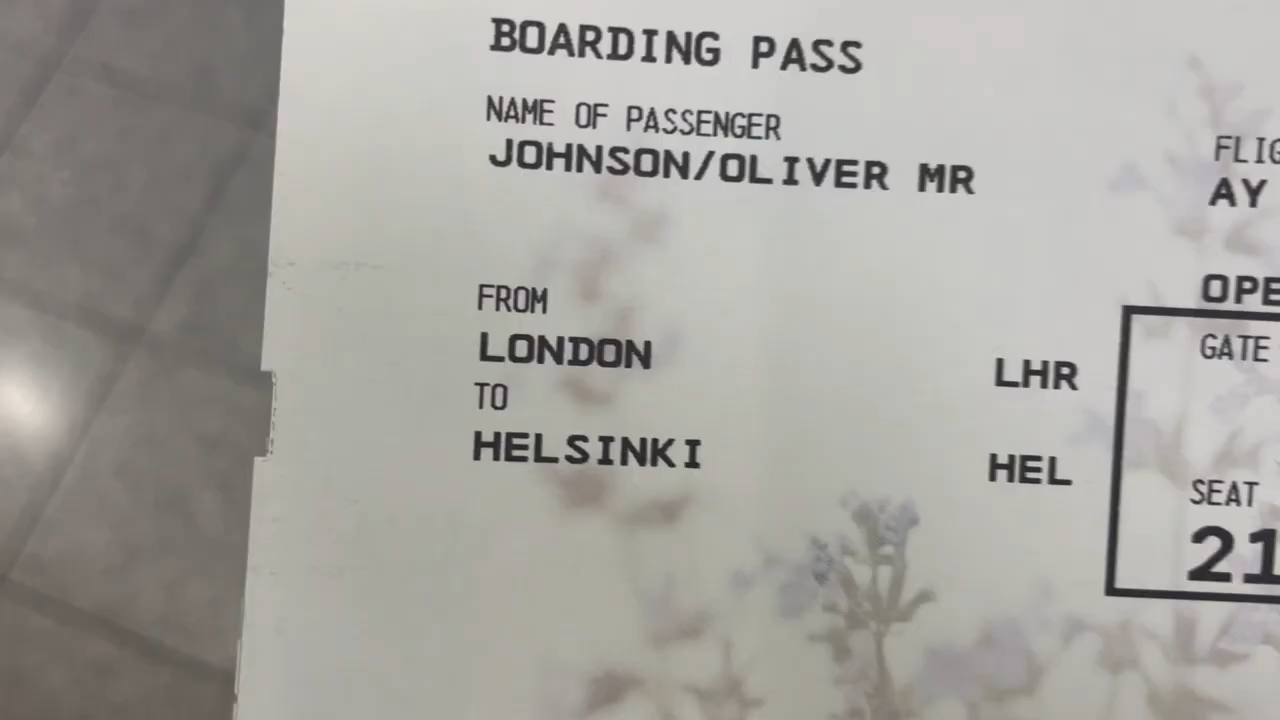 BOARDING PASS
NAME OF PASSENGER
JOHNSON/OLIVER MR
AY
FROM
LONDON LHR
TO
HELSINKI HEL
GATE
SEAT
21